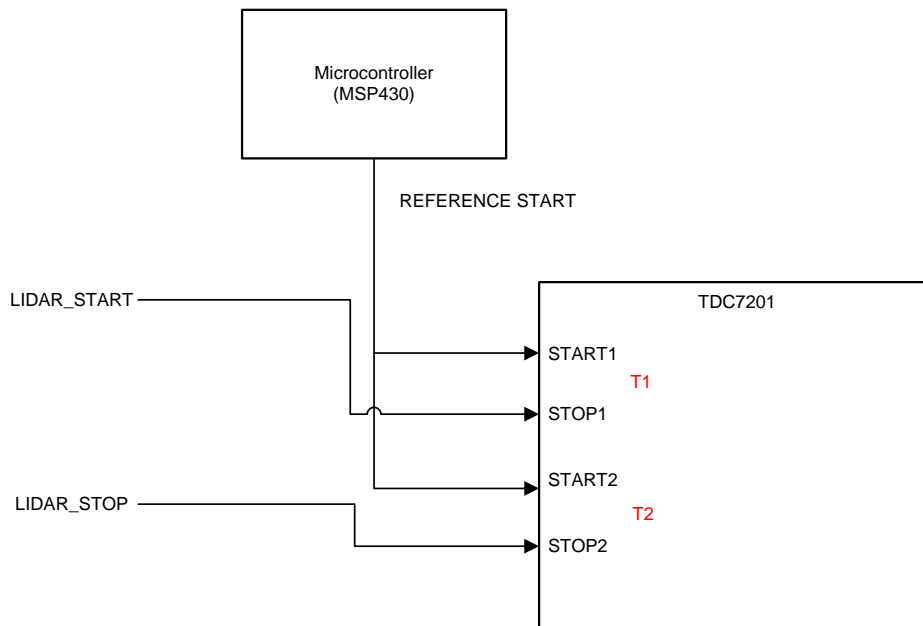 Microcontroller
(MSP430)
REFERENCE START
LIDAR_START
TDC7201
START1
T1
STOP1
START2
LIDAR_STOP
T2
STOP2